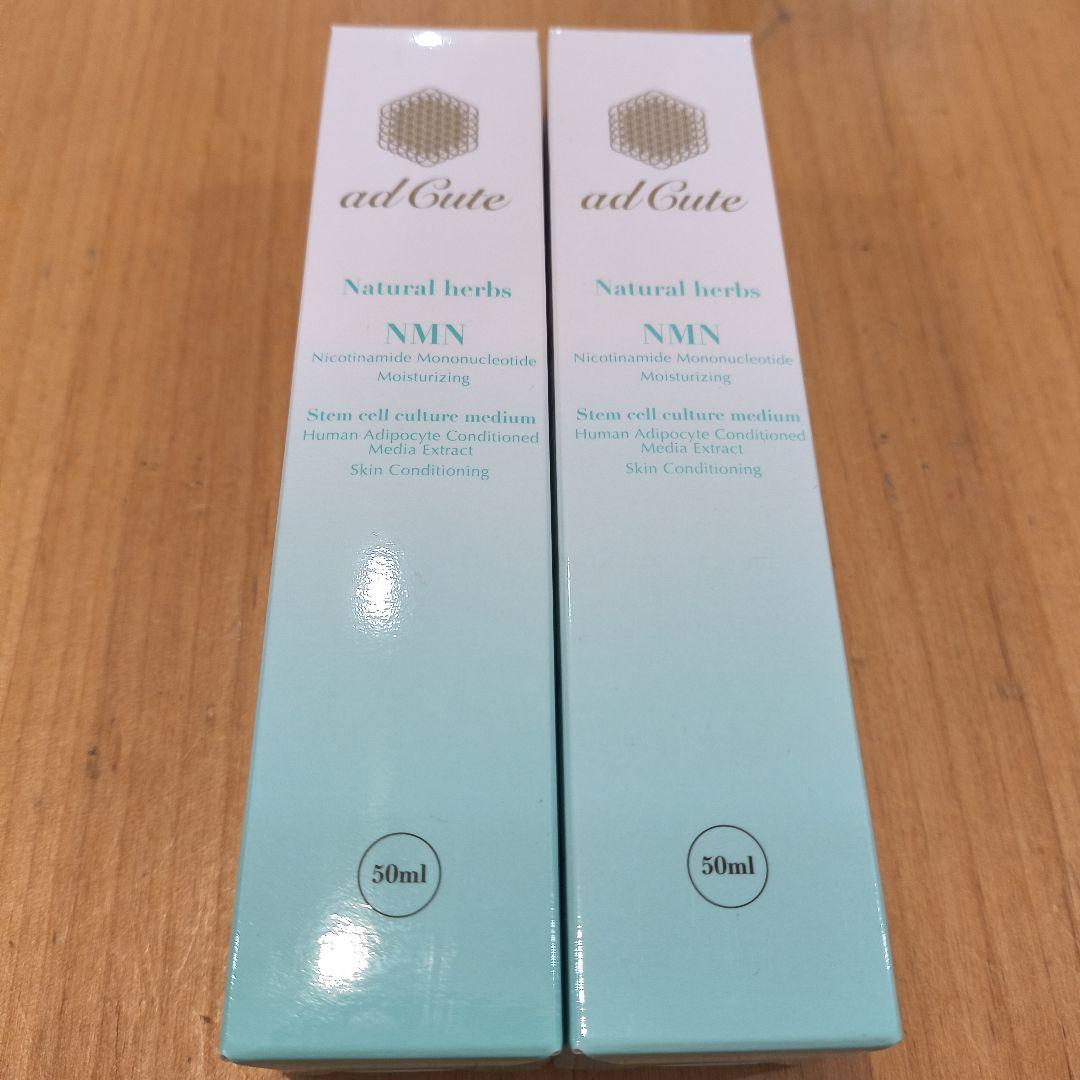 ad Cute
Natural herbs
NMN
Nicotinamide Mononucleotide
Moisturizing
Stem cell culture medium
Human Adipocyte Conditioned
Media Extract
Skin Conditioning
50ml
ad Cute
Natural herbs
NMN
Nicotinamide Mononucleotide
Moisturizing
Stem cell culture medium
Human Adipocyte Conditioned
Media Extract
Skin Conditioning
50ml